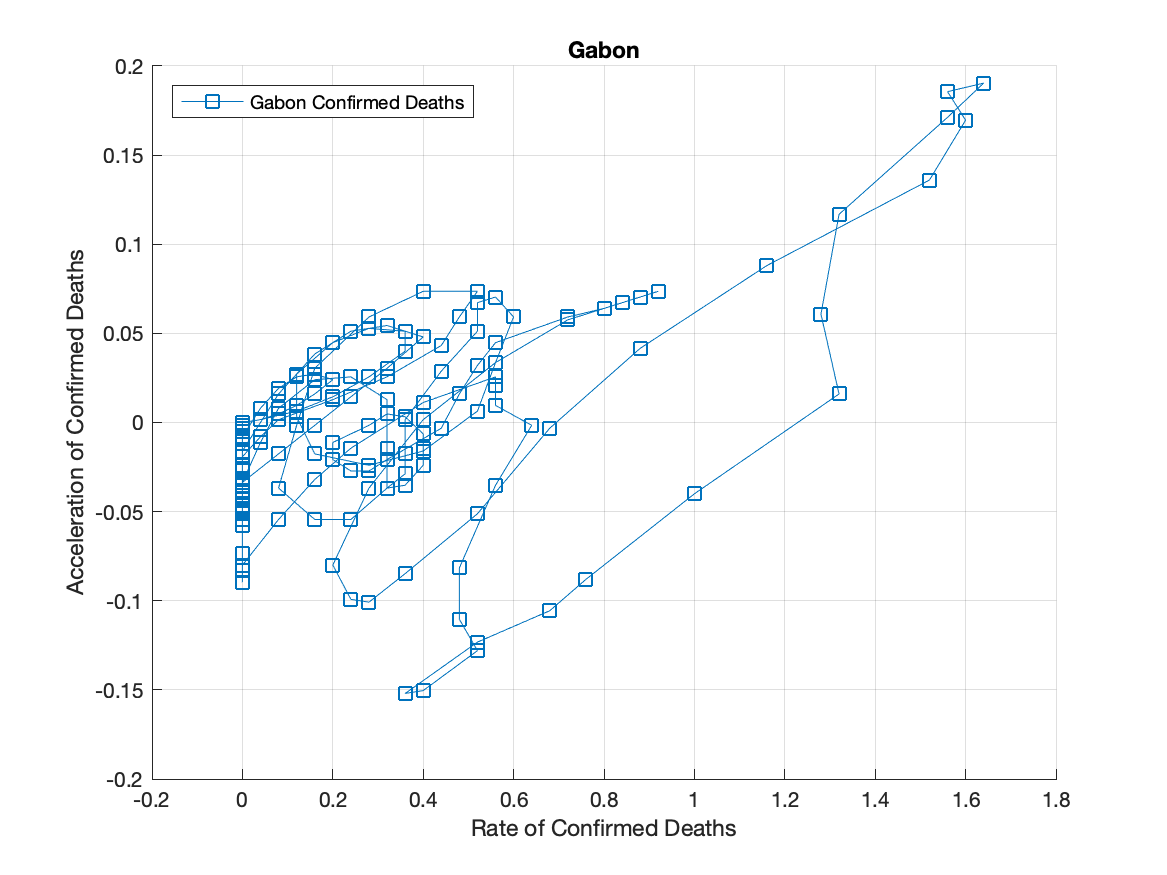 Gabon
Gabon Confirmed Deaths
Acceleration of Confirmed Deaths
0.2
0.15
0.1
0.05
0
-0.05
-0.1
-0.15
-0.2
-0.2 0 0.2 0.4 0.6 0.8 1 1.2 1.4 1.6 1.8
Rate of Confirmed Deaths